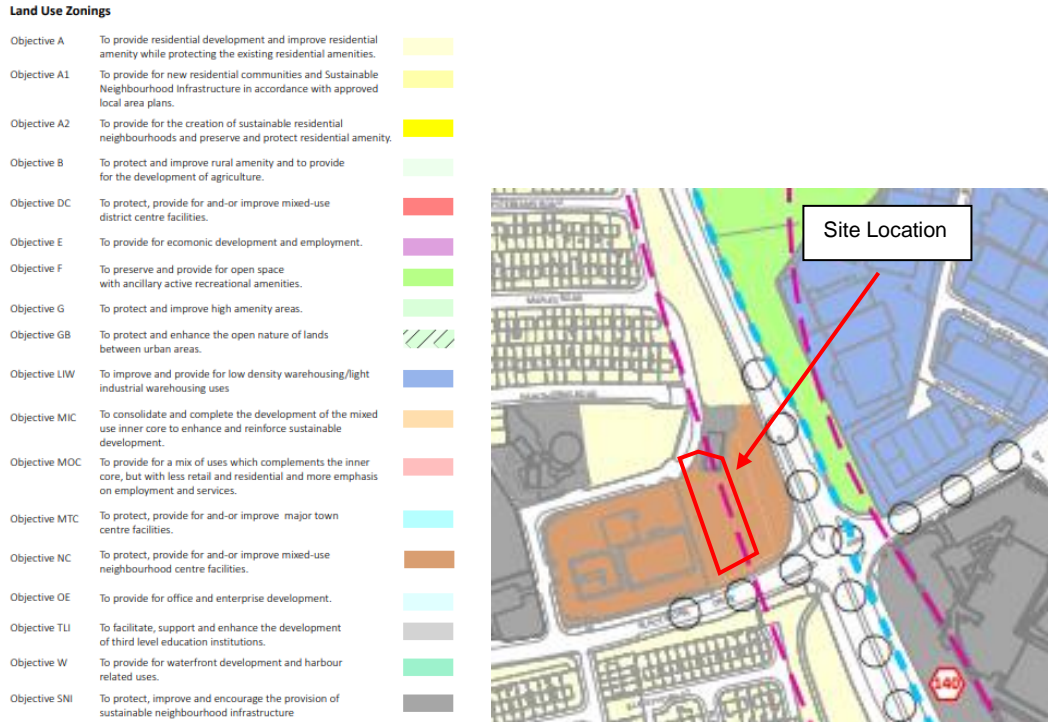 Land Use Zonings
Objective A
To provide residential development and improve residential
amenity while protecting the existing residential amenities.
Objective A1
To provide for new residential communities and Sustainable
Neighbourhood Infrastructure in accordance with approved
local area plans.
Objective A2
To provide for the creation of sustainable residential
neighbourhoods and preserve and protect residential amenity.
Objective B
To protect and improve rural amenity and to provide
for the development of agriculture.
Objective DC
To protect, provide for and-or improve mixed-use
district centre facilities.
Objective E
To provide for ecomonic development and employment.
Objective F
To preserve and provide for open space
with ancillary active recreational amenities.
Objective G
To protect and improve high amenity areas.
Objective GB
To protect and enhance the open nature of lands
between urban areas.
Objective LIW
To improve and provide for low density warehousing/light
industrial warehousing uses
Objective MIC
To consolidate and complete the development of the mixed
use inner core to enhance and reinforce sustainable
development.
Objective MOC
To provide for a mix of uses which complements the inner
core, but with less retail and residential and more emphasis
on employment and services.
Objective MTC
To protect, provide for and-or improve major town
centre facilities.
Objective NC
To protect, provide for and-or improve mixed-use
neighbourhood centre facilities.
Objective OE
To provide for office and enterprise development.
Objective TLI
To facilitate, support and enhance the development
of third level education institutions.
Objective W
To provide for waterfront development and harbour
related uses.
Objective SNI
To protect, improve and encourage the provision of
sustainable neighbourhood infrastructure
Site Location
140